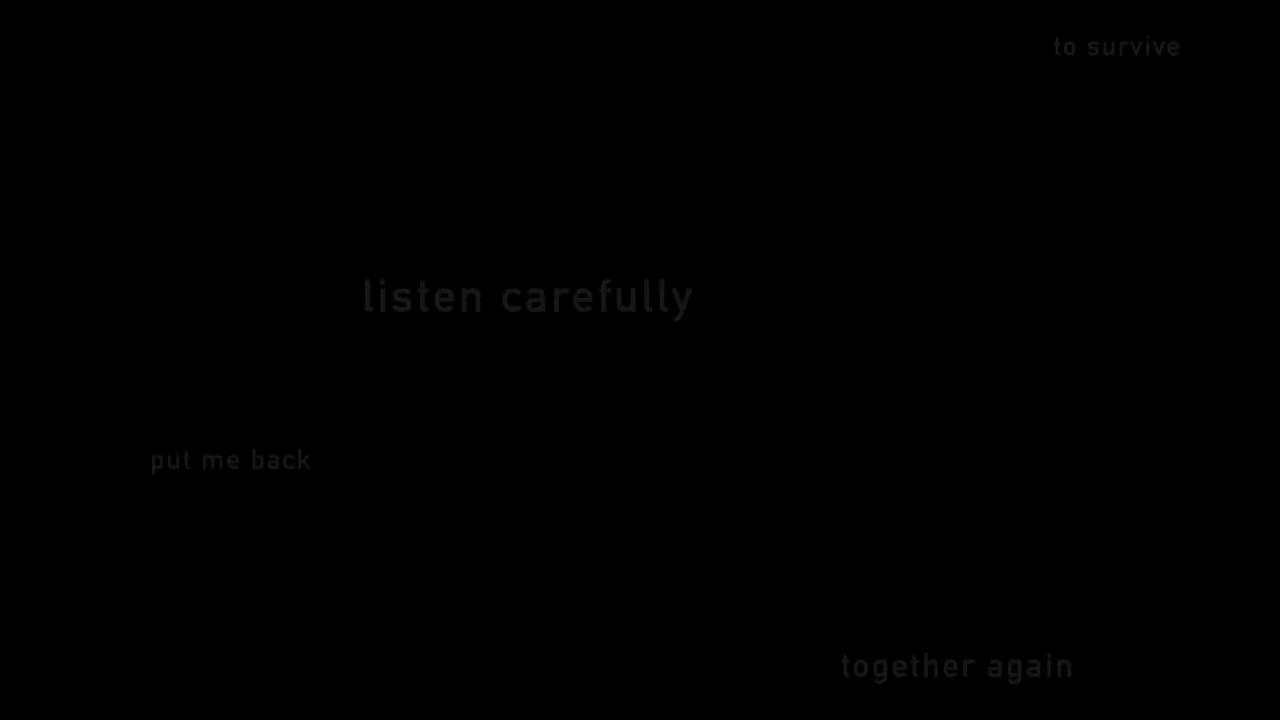 to survive
listen carefully
put me back
together again